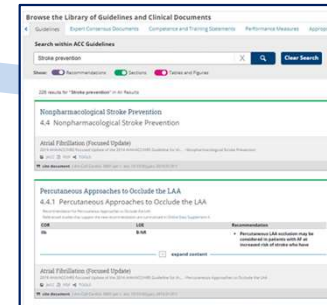 Browse the Library of Guidelines and Clinical Documents
Guidelines Expert Consensus Documents Competence and Training Statements Performance Measures Approp
Search within ACC Guidelines
Stroke prevention X Clear Search
Show: Recommendations Sections Tables and Figures
results for "Stroke prevention" in All Results
Nonpharmacological Stroke Prevention
4.4 Nonpharmacological Stroke Prevention
Atrial Fibrillation (Focused Update)
Percutaneous Approaches to Occlude the LAA
4.4.1 Percutaneous Approaches to Occlude the LAA
COR LOE Recommendation
IIb B-NR • Percutaneous LAA occlusion may be
considered in patients with AF at
increased risk of stroke who have
expand content
Atrial Fibrillation (Focused Update)